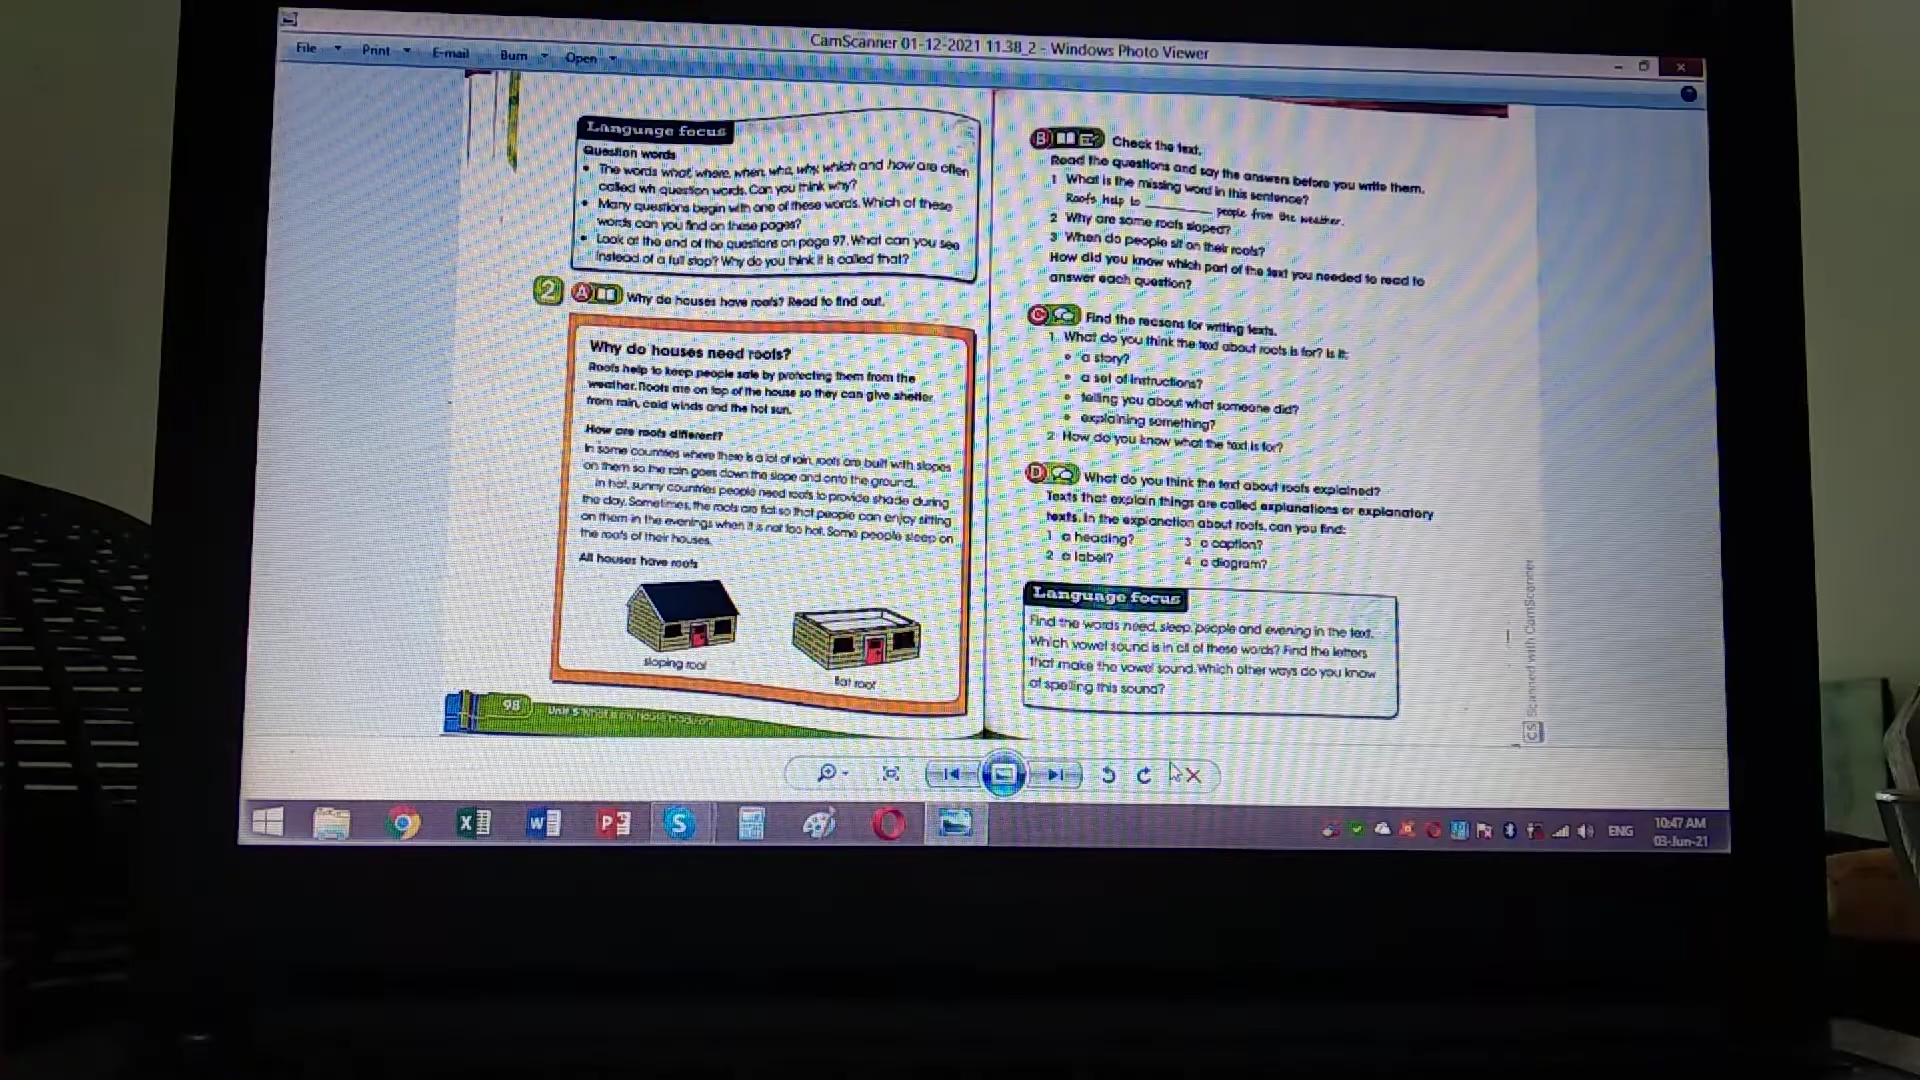 CamScanner 01-12-2021 11.38_2 - Windows Photo Viewer
File Print E-mail Burn Open
Language focus
Question words
• The words what, where, when, who, why, which and how are often
called wh question words. Can you think why?
• Many questions begin with one of these words. Which of these
words can you find on these pages?
• Look at the end of the questions on page 97. What can you see
instead of a full stop? Why do you think it is called that?
2 A Why do houses have roofs? Read to find out.
Why do houses need roofs?
Roofs help to keep people safe by protecting them from the
weather. Roofs are on top of the house so they can give shelter
from rain, cold winds and the hot sun.
How are roofs different?
In some countries where there is a lot of rain, roofs are built with slopes
on them so the rain goes down the slope and onto the ground.
In hot, sunny countries people need roofs to provide shade during
the day. Sometimes, the roofs are flat so that people can enjoy sitting
on them in the evenings when it is not too hot. Some people sleep on
the roofs of their houses.
All houses have roofs
sloping roof
flat roof
98 Unit 5 What is my house made of?
B Check the text.
Read the questions and say the answers before you write them.
1 What is the missing word in this sentence?
Roofs help to ________ people from the weather.
2 Why are some roofs sloped?
3 When do people sit on their roofs?
How did you know which part of the text you needed to read to
answer each question?
C Find the reasons for writing texts.
1 What do you think the text about roofs is for? Is it:
• a story?
• a set of instructions?
• telling you about what someone did?
• explaining something?
2 How do you know what the text is for?
D What do you think the text about roofs explained?
Texts that explain things are called explanations or explanatory
texts. In the explanation about roofs, can you find:
1 a heading? 3 a caption?
2 a label? 4 a diagram?
Language focus
Find the words need, sleep, people and evening in the text.
Which vowel sound is in all of these words? Find the letters
that make the vowel sound. Which other ways do you know
of spelling this sound?
CS Scanned with CamScanner
ENG
10:47 AM
03-Jun-21